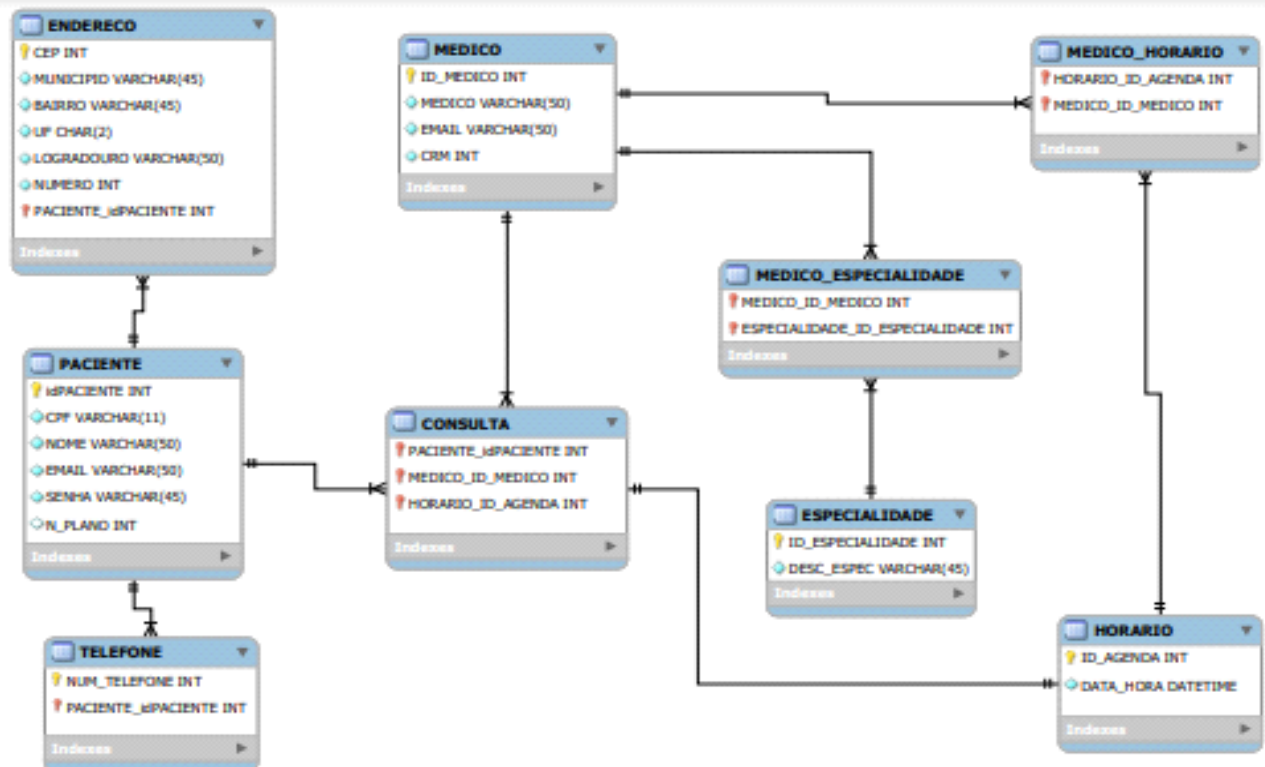 ENDERECO
CEP INT
MUNICIPIO VARCHAR(45)
BAIRRO VARCHAR(45)
UF CHAR(2)
LOGRADOURO VARCHAR(50)
NUMERO INT
PACIENTE_idPACIENTE INT
Indexes
MEDICO
ID_MEDICO INT
MEDICO VARCHAR(50)
EMAIL VARCHAR(50)
CRM INT
Indexes
MEDICO_HORARIO
HORARIO_ID_AGENDA INT
MEDICO_ID_MEDICO INT
Indexes
MEDICO_ESPECIALIDADE
MEDICO_ID_MEDICO INT
ESPECIALIDADE_ID_ESPECIALIDADE INT
Indexes
PACIENTE
idPACIENTE INT
CPF VARCHAR(11)
NOME VARCHAR(50)
EMAIL VARCHAR(50)
SENHA VARCHAR(45)
N_PLANO INT
Indexes
CONSULTA
PACIENTE_idPACIENTE INT
MEDICO_ID_MEDICO INT
HORARIO_ID_AGENDA INT
Indexes
ESPECIALIDADE
ID_ESPECIALIDADE INT
DESC_ESPEC VARCHAR(45)
Indexes
TELEFONE
NUM_TELEFONE INT
PACIENTE_idPACIENTE INT
Indexes
HORARIO
ID_AGENDA INT
DATA_HORA DATETIME
Indexes